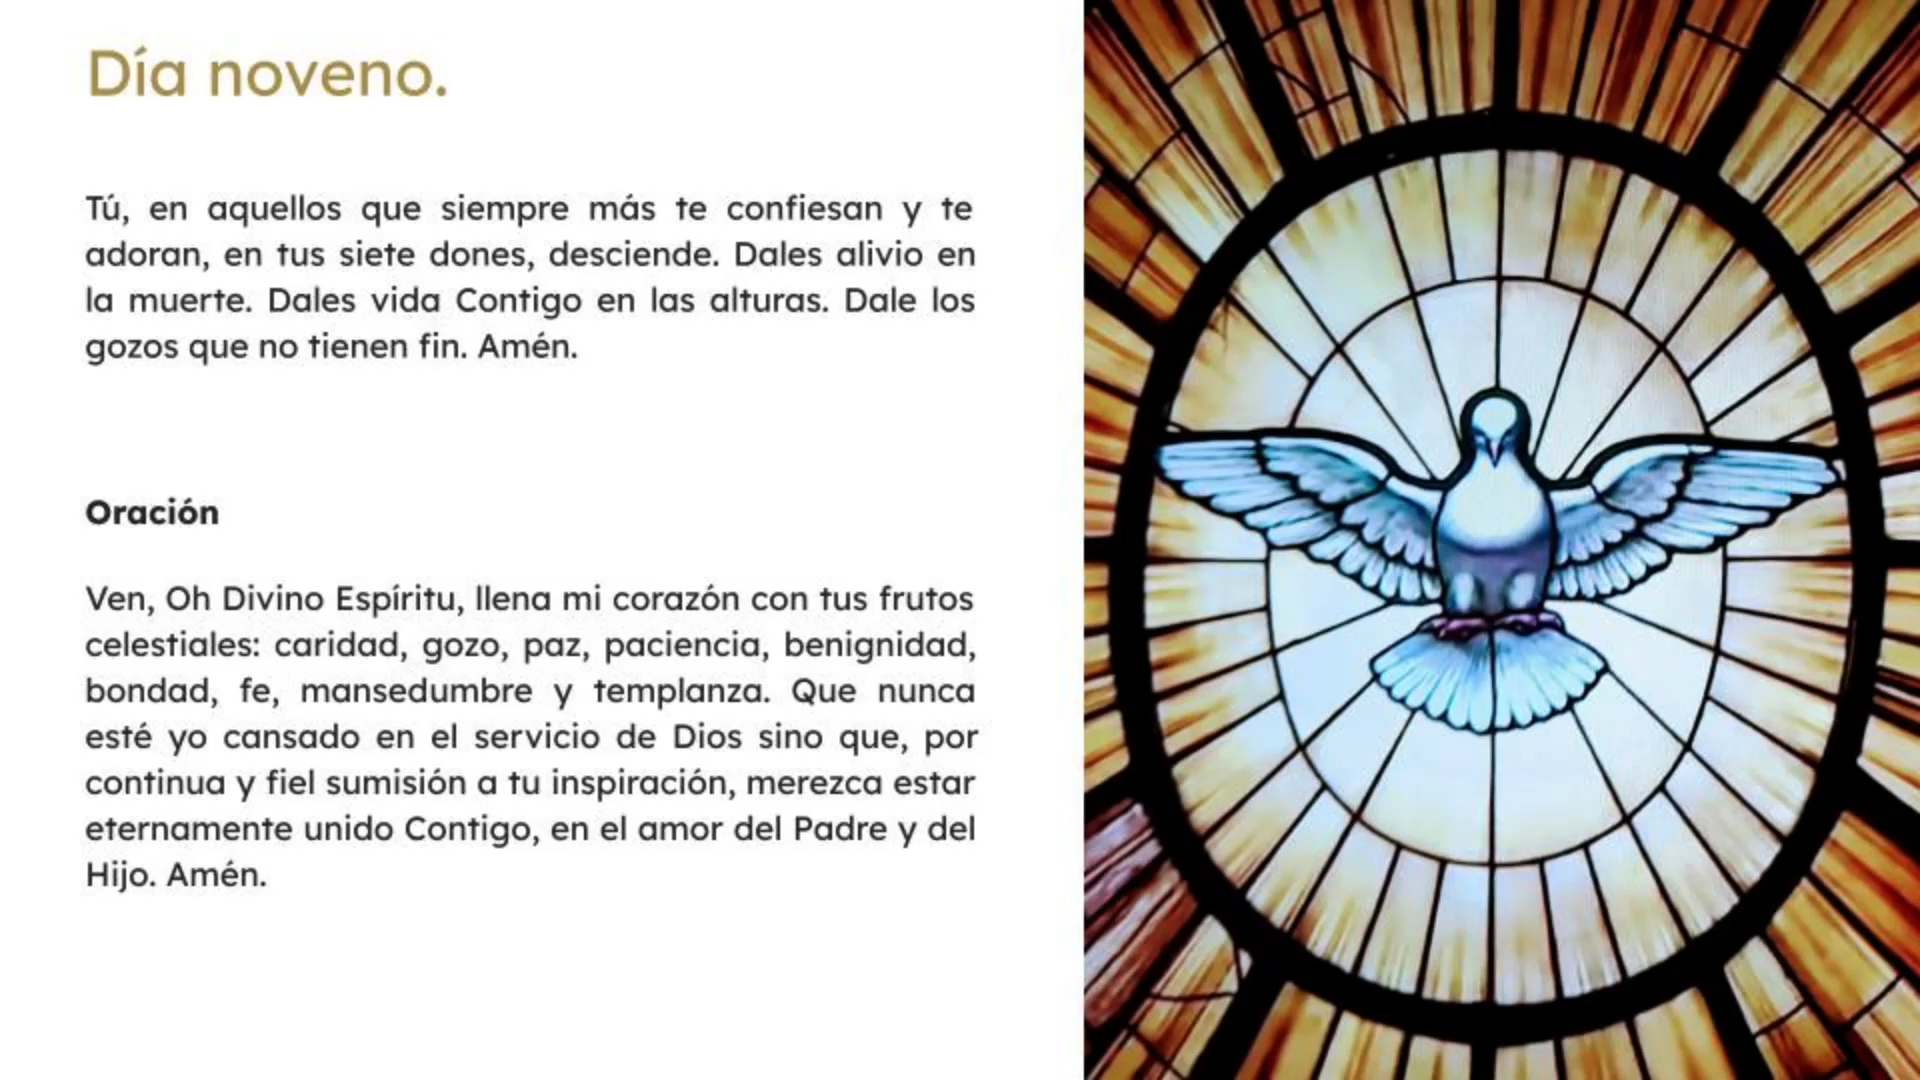 Día noveno.
Tú, en aquellos que siempre más te confiesan y te
adoran, en tus siete dones, desciende. Dales alivio en
la muerte. Dales vida Contigo en las alturas. Dale los
gozos que no tienen fin. Amén.
Oración
Ven, Oh Divino Espíritu, llena mi corazón con tus frutos
celestiales: caridad, gozo, paz, paciencia, benignidad,
bondad, fe, mansedumbre y templanza. Que nunca
esté yo cansado en el servicio de Dios sino que, por
continua y fiel sumisión a tu inspiración, merezca estar
eternamente unido Contigo, en el amor del Padre y del
Hijo. Amén.